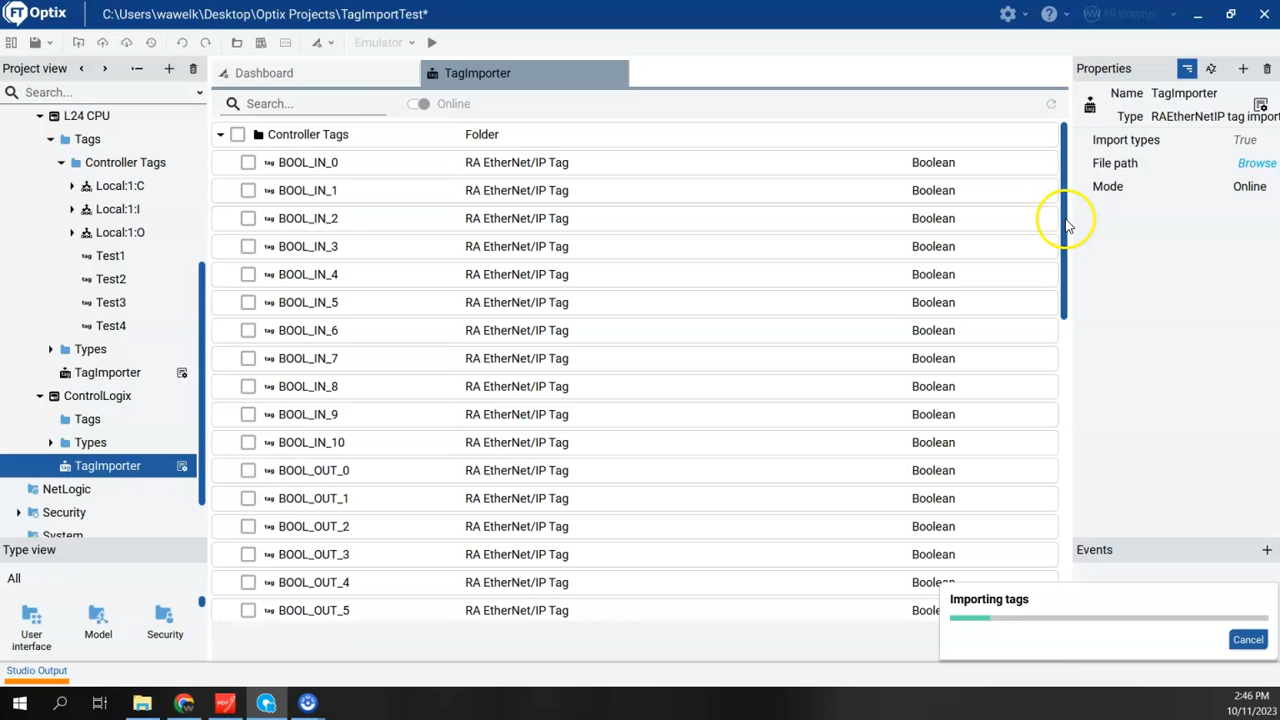 FT Optix C:\Users\wawelk\Desktop\Optix Projects\TagImportTest* Hi Wayne
Emulator
Project view
Search...
L24 CPU
Tags
Controller Tags
Local:1:C
Local:1:I
Local:1:O
Test1
Test2
Test3
Test4
Types
TagImporter
ControlLogix
Tags
Types
TagImporter
NetLogic
Security
System
Type view
All
User interface
Model
Security
Dashboard
TagImporter
Search...
Online
Controller Tags Folder
BOOL_IN_0 RA EtherNet/IP Tag Boolean
BOOL_IN_1 RA EtherNet/IP Tag Boolean
BOOL_IN_2 RA EtherNet/IP Tag Boolean
BOOL_IN_3 RA EtherNet/IP Tag Boolean
BOOL_IN_4 RA EtherNet/IP Tag Boolean
BOOL_IN_5 RA EtherNet/IP Tag Boolean
BOOL_IN_6 RA EtherNet/IP Tag Boolean
BOOL_IN_7 RA EtherNet/IP Tag Boolean
BOOL_IN_8 RA EtherNet/IP Tag Boolean
BOOL_IN_9 RA EtherNet/IP Tag Boolean
BOOL_IN_10 RA EtherNet/IP Tag Boolean
BOOL_OUT_0 RA EtherNet/IP Tag Boolean
BOOL_OUT_1 RA EtherNet/IP Tag Boolean
BOOL_OUT_2 RA EtherNet/IP Tag Boolean
BOOL_OUT_3 RA EtherNet/IP Tag Boolean
BOOL_OUT_4 RA EtherNet/IP Tag Boolean
BOOL_OUT_5 RA EtherNet/IP Tag Boole
Properties
Name TagImporter
Type RAEtherNetIP tag import
Import types True
File path Browse
Mode Online
Events
Importing tags
Cancel
Studio Output
2:46 PM
10/11/2023